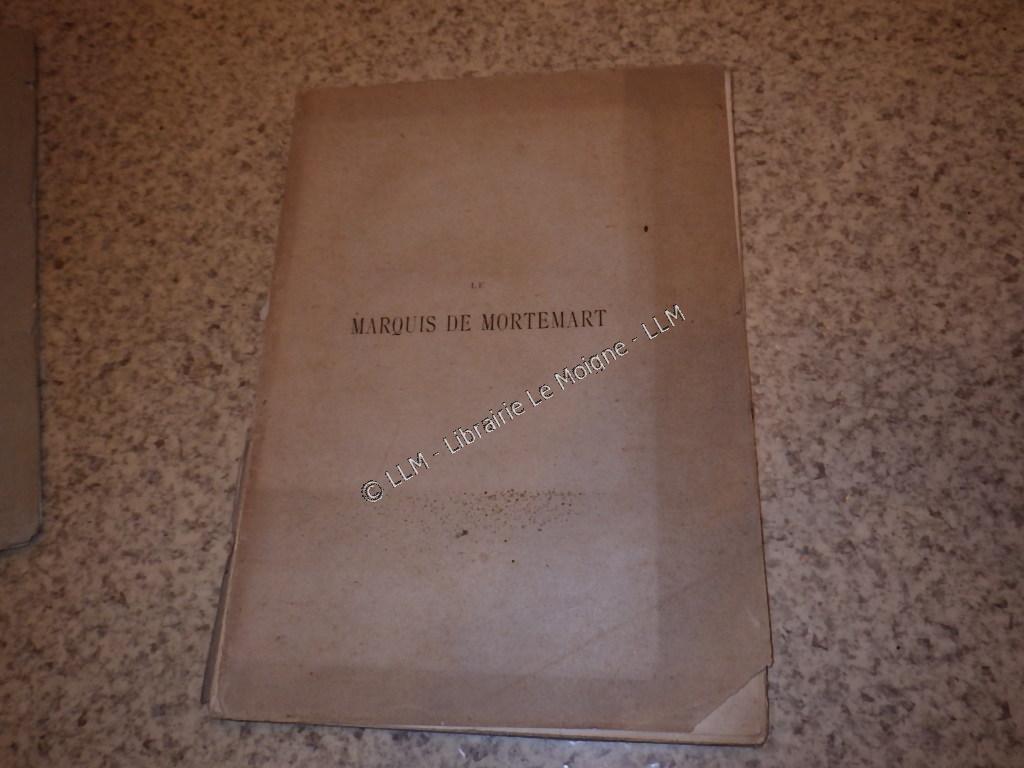 LE
MARQUIS DE MORTEMART
© LLM - Librairie Le Moigne - LLM